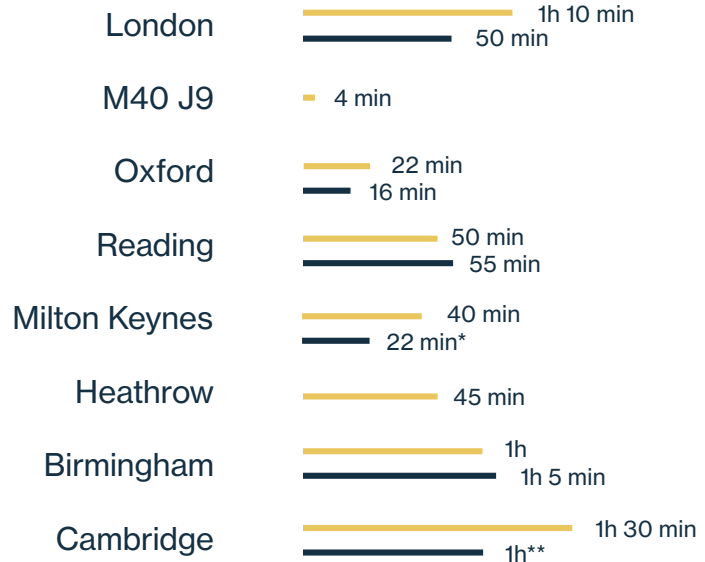 London
1h 10 min
50 min
M40 J9
4 min
Oxford
22 min
16 min
Reading
50 min
55 min
Milton Keynes
40 min
22 min*
Heathrow
45 min
Birmingham
1h
1h 5 min
Cambridge
1h 30 min
1h**